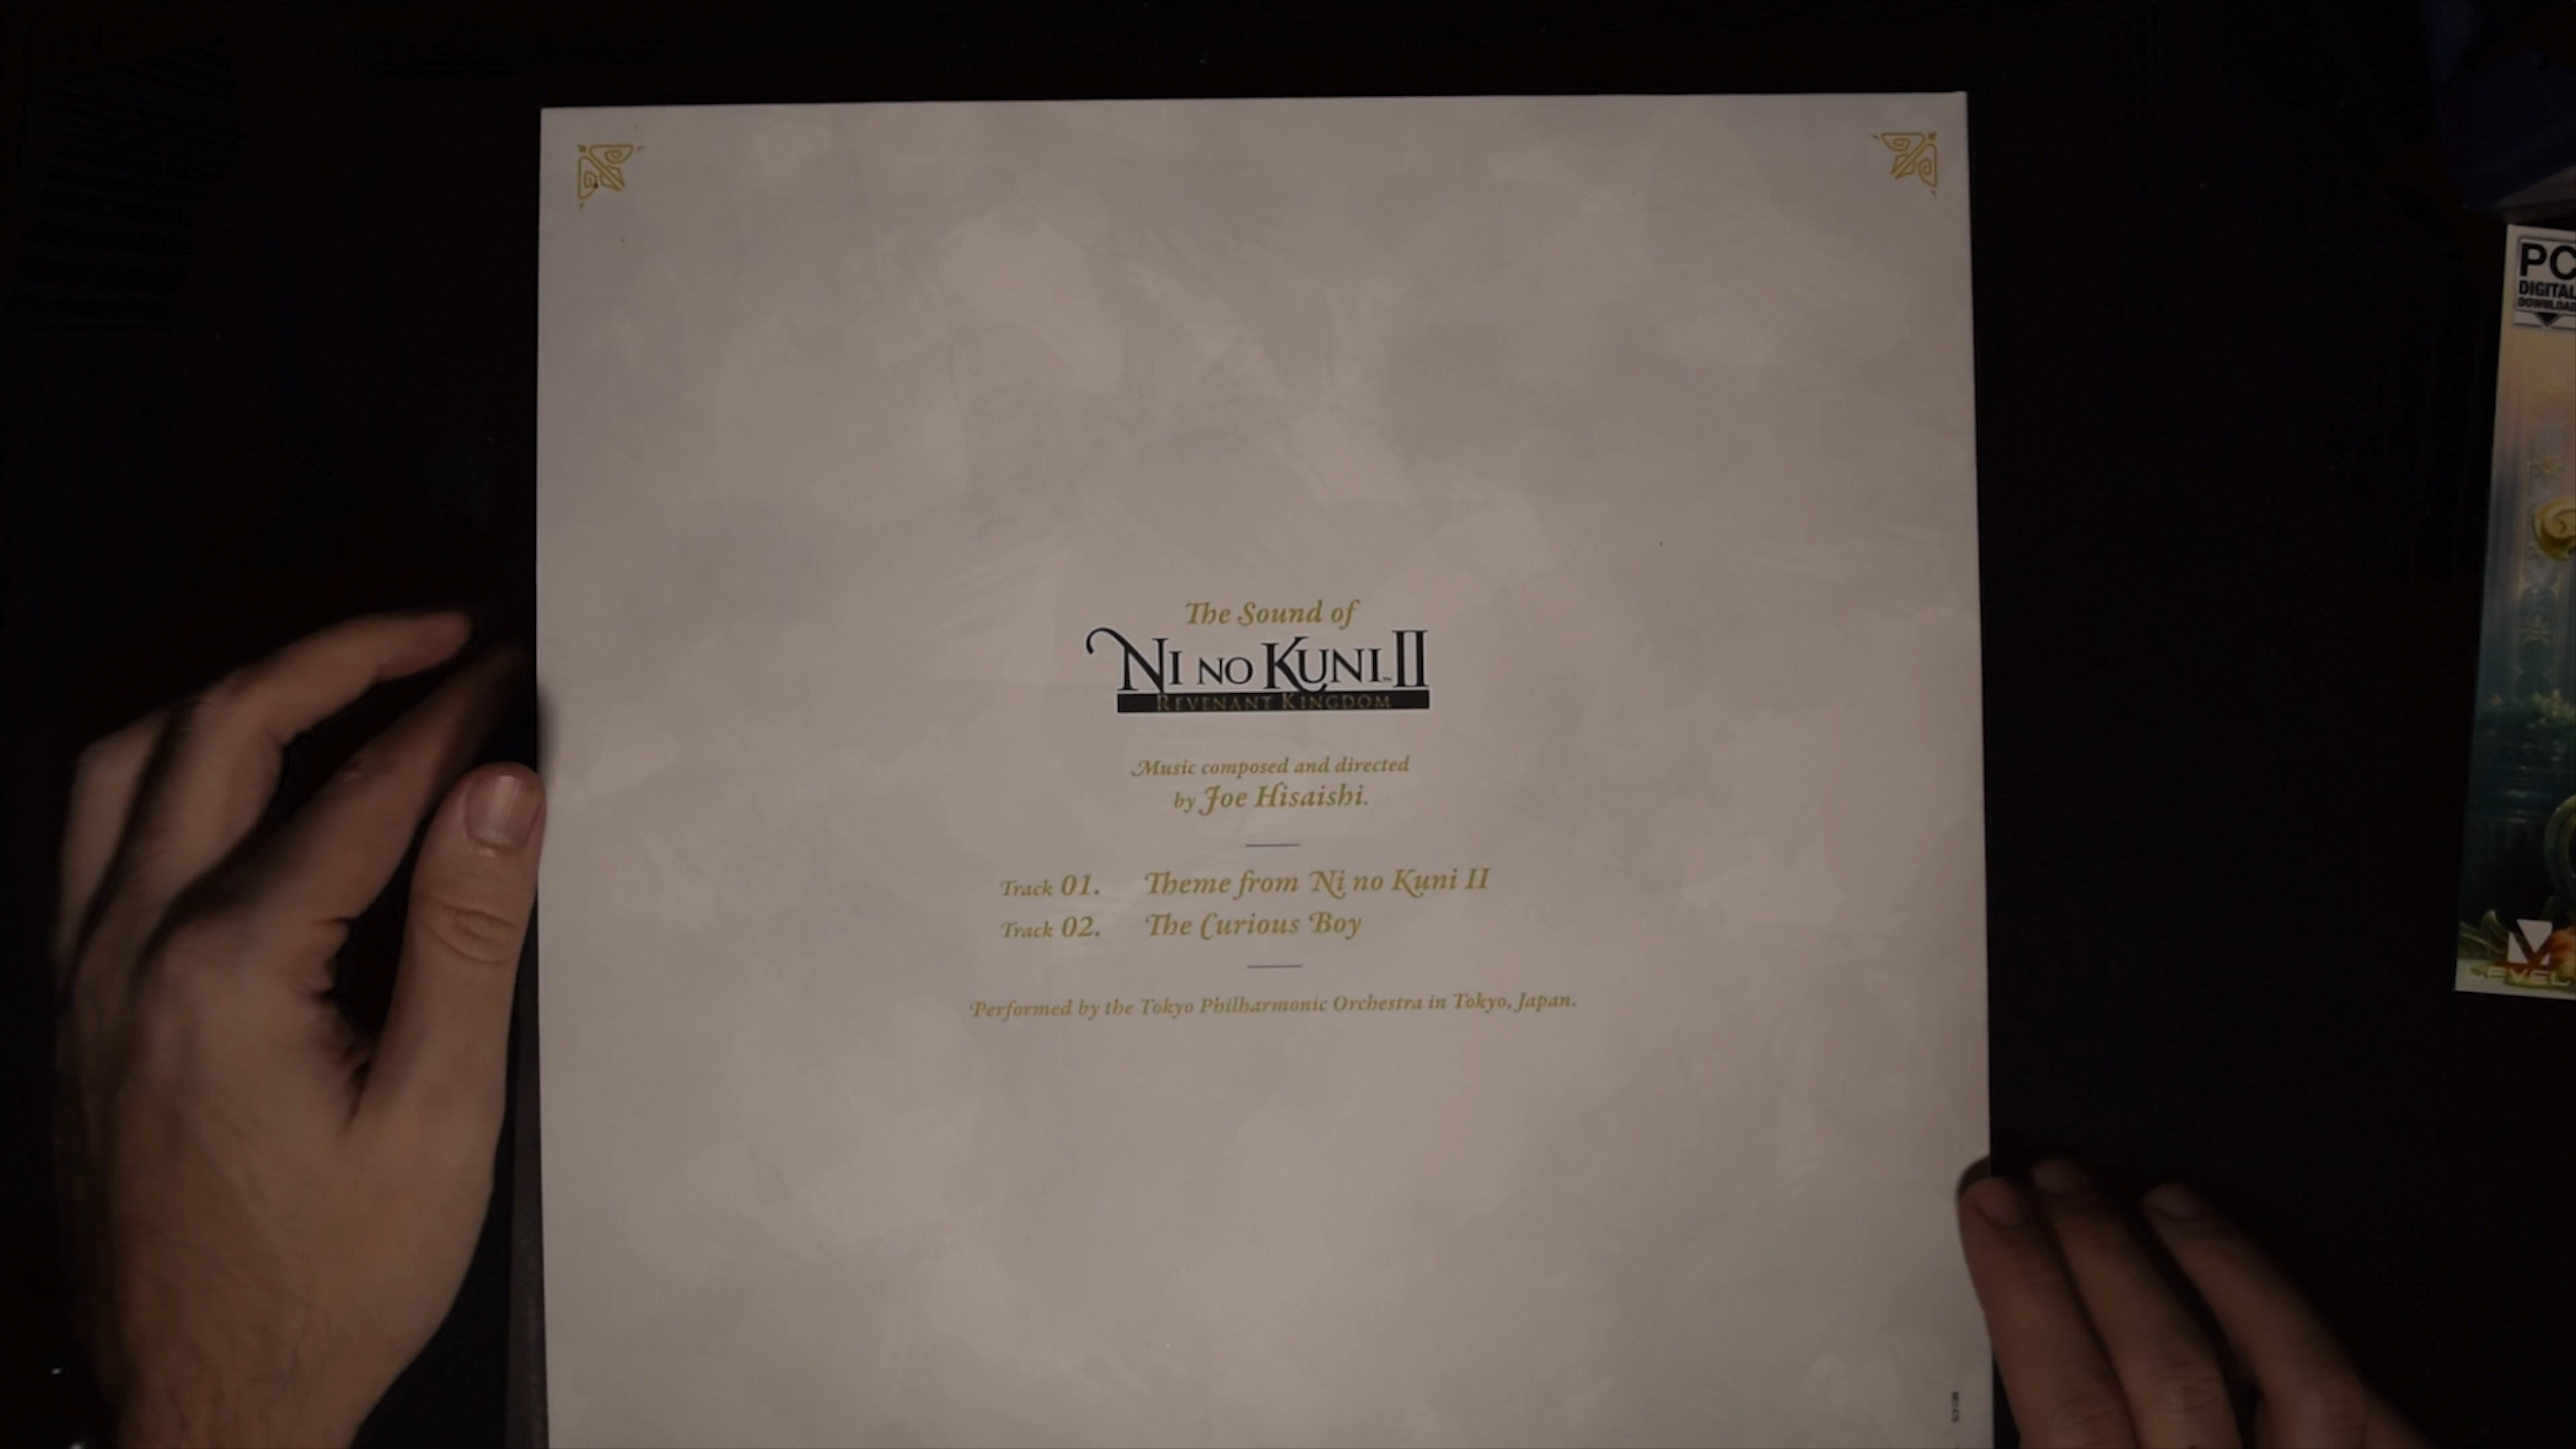 The Sound of
NI NO KUNI II
REVENANT KINGDOM
Music composed and directed
by Joe Hisaishi.
Track 01. Theme from Ni no Kuni II
Track 02. The Curious Boy
Performed by the Tokyo Philharmonic Orchestra in Tokyo, Japan.
PC
DIGITAL
DOWNLOAD